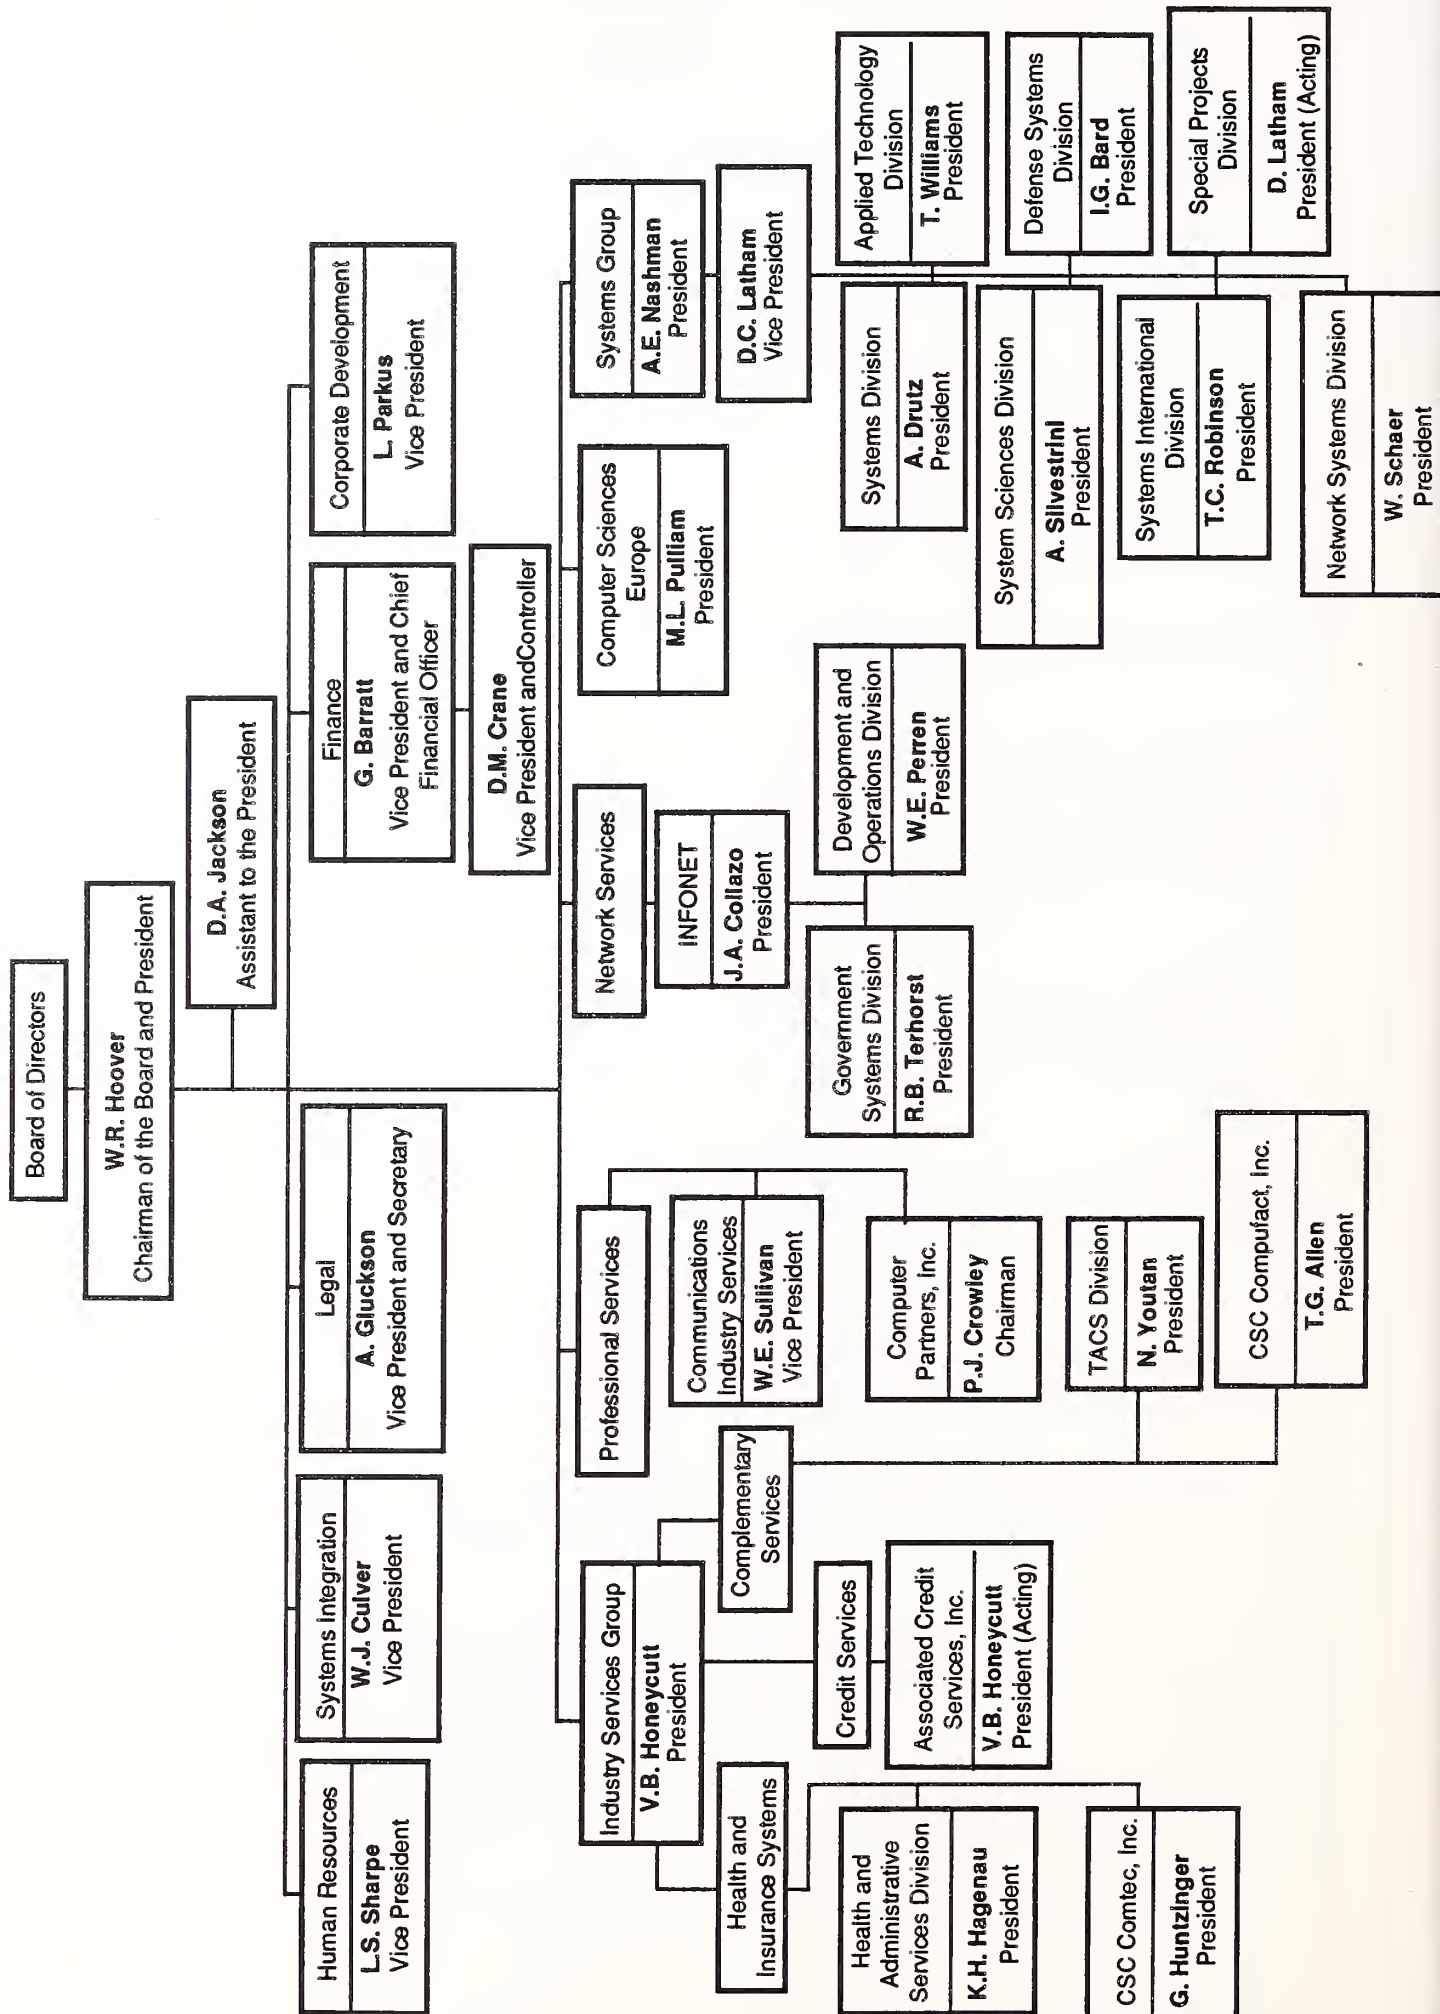 Board of Directors
W.R. Hoover
Chairman of the Board and President
D.A. Jackson
Assistant to the President
Human Resources
L.S. Sharpe
Vice President
Systems Integration
W.J. Culver
Vice President
Legal
A. Gluckson
Vice President and Secretary
Finance
G. Barratt
Vice President and Chief
Financial Officer
Corporate Development
L. Parkus
Vice President
D.M. Crane
Vice President andController
Industry Services Group
V.B. Honeycutt
President
Professional Services
Network Services
Computer Sciences
Europe
M.L. Pulliam
President
Systems Group
A.E. Nashman
President
Health and
Insurance Systems
Credit Services
Complementary
Services
Communications
Industry Services
W.E. Sullivan
Vice President
INFONET
J.A. Collazo
President
D.C. Latham
Vice President
Health and
Administrative
Services Division
K.H. Hagenau
President
Associated Credit
Services, Inc.
V.B. Honeycutt
President (Acting)
Computer
Partners, Inc.
P.J. Crowley
Chairman
Government
Systems Division
R.B. Terhorst
President
Development and
Operations Division
W.E. Perren
President
Systems Division
A. Drutz
President
Applied Technology
Division
T. Williams
President
CSC Comtec, Inc.
G. Huntzinger
President
TACS Division
N. Youtan
President
System Sciences Division
A. Silvestrini
President
Defense Systems
Division
I.G. Bard
President
CSC Compufact, Inc.
T.G. Allen
President
Systems International
Division
T.C. Robinson
President
Special Projects
Division
D. Latham
President (Acting)
Network Systems Division
W. Schaer
President